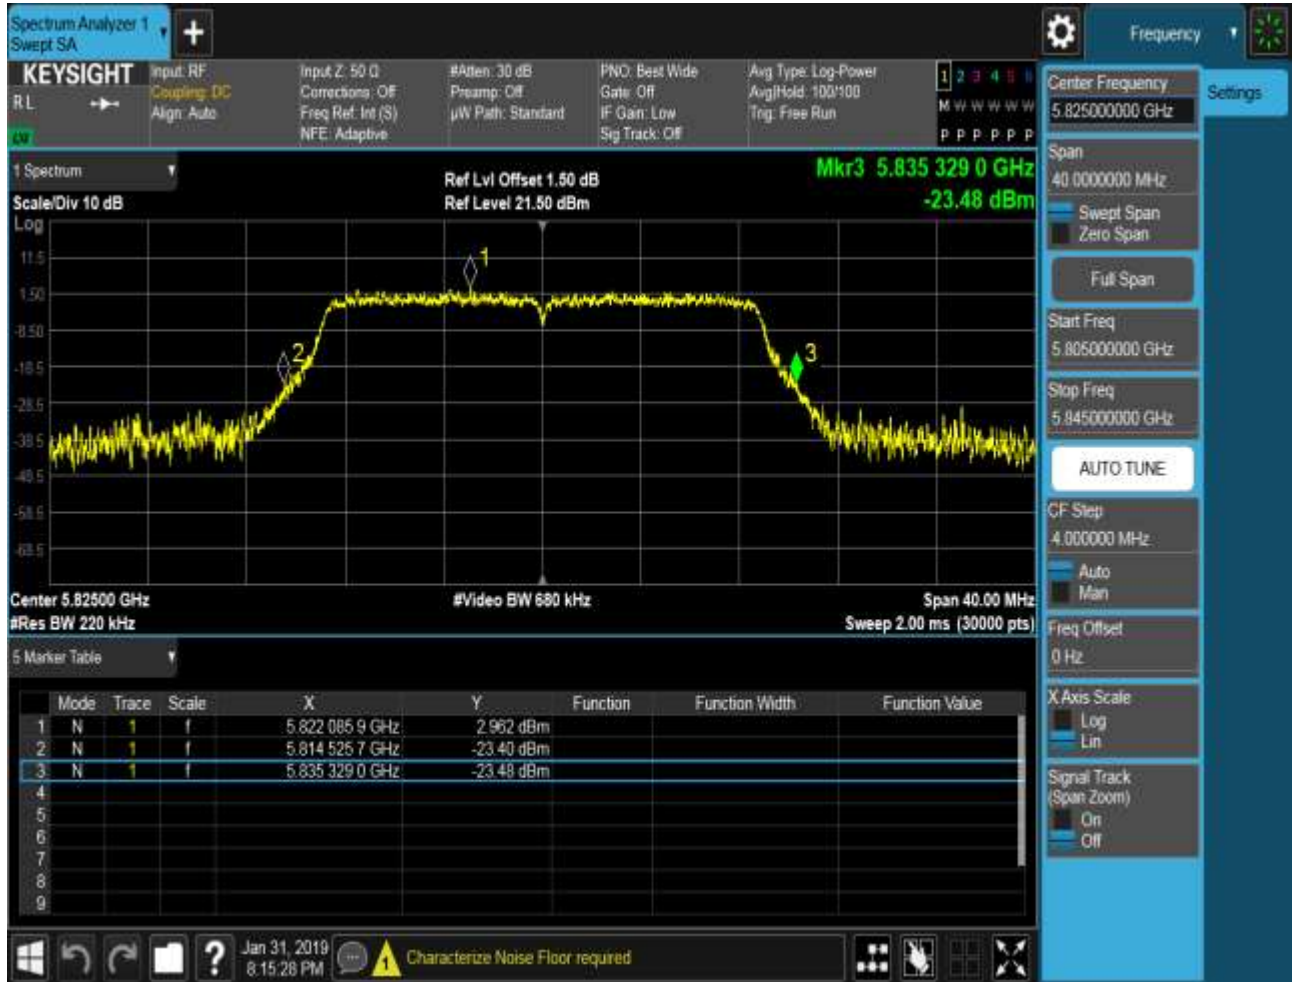 Spectrum Analyzer 1
Swept SA
+
Frequency
KEYSIGHT
RL
Input: RF
Coupling: DC
Align: Auto
Input Z: 50 Ω
Corrections: Off
Freq Ref: Int (S)
NFE: Adaptive
#Atten: 30 dB
Preamp: Off
µW Path: Standard
PNO: Best Wide
Gate: Off
IF Gain: Low
Sig Track: Off
Avg Type: Log-Power
Avg|Hold: 100/100
Trig: Free Run
1 2 3 4 5 6
M W W W W W
P P P P P P
1 Spectrum
Scale/Div 10 dB
Ref Lvl Offset 1.50 dB
Ref Level 21.50 dBm
Mkr3 5.835 329 0 GHz
-23.48 dBm
Log
11.5
1.50
-8.50
-18.5
-28.5
-38.5
-48.5
-58.5
-68.5
1
2
3
Center 5.82500 GHz
#Video BW 680 kHz
Span 40.00 MHz
#Res BW 220 kHz
Sweep 2.00 ms (30000 pts)
5 Marker Table
Mode Trace Scale X Y Function Function Width Function Value
1 N 1 f 5.822 085 9 GHz 2.962 dBm
2 N 1 f 5.814 525 7 GHz -23.40 dBm
3 N 1 f 5.835 329 0 GHz -23.48 dBm
4
5
6
7
8
9
Center Frequency
5.825000000 GHz
Settings
Span
40.0000000 MHz
Swept Span
Zero Span
Full Span
Start Freq
5.805000000 GHz
Stop Freq
5.845000000 GHz
AUTO TUNE
CF Step
4.000000 MHz
Auto
Man
Freq Offset
0 Hz
X Axis Scale
Log
Lin
Signal Track
(Span Zoom)
On
Off
?
Jan 31, 2019
8:15:28 PM
1
Characterize Noise Floor required